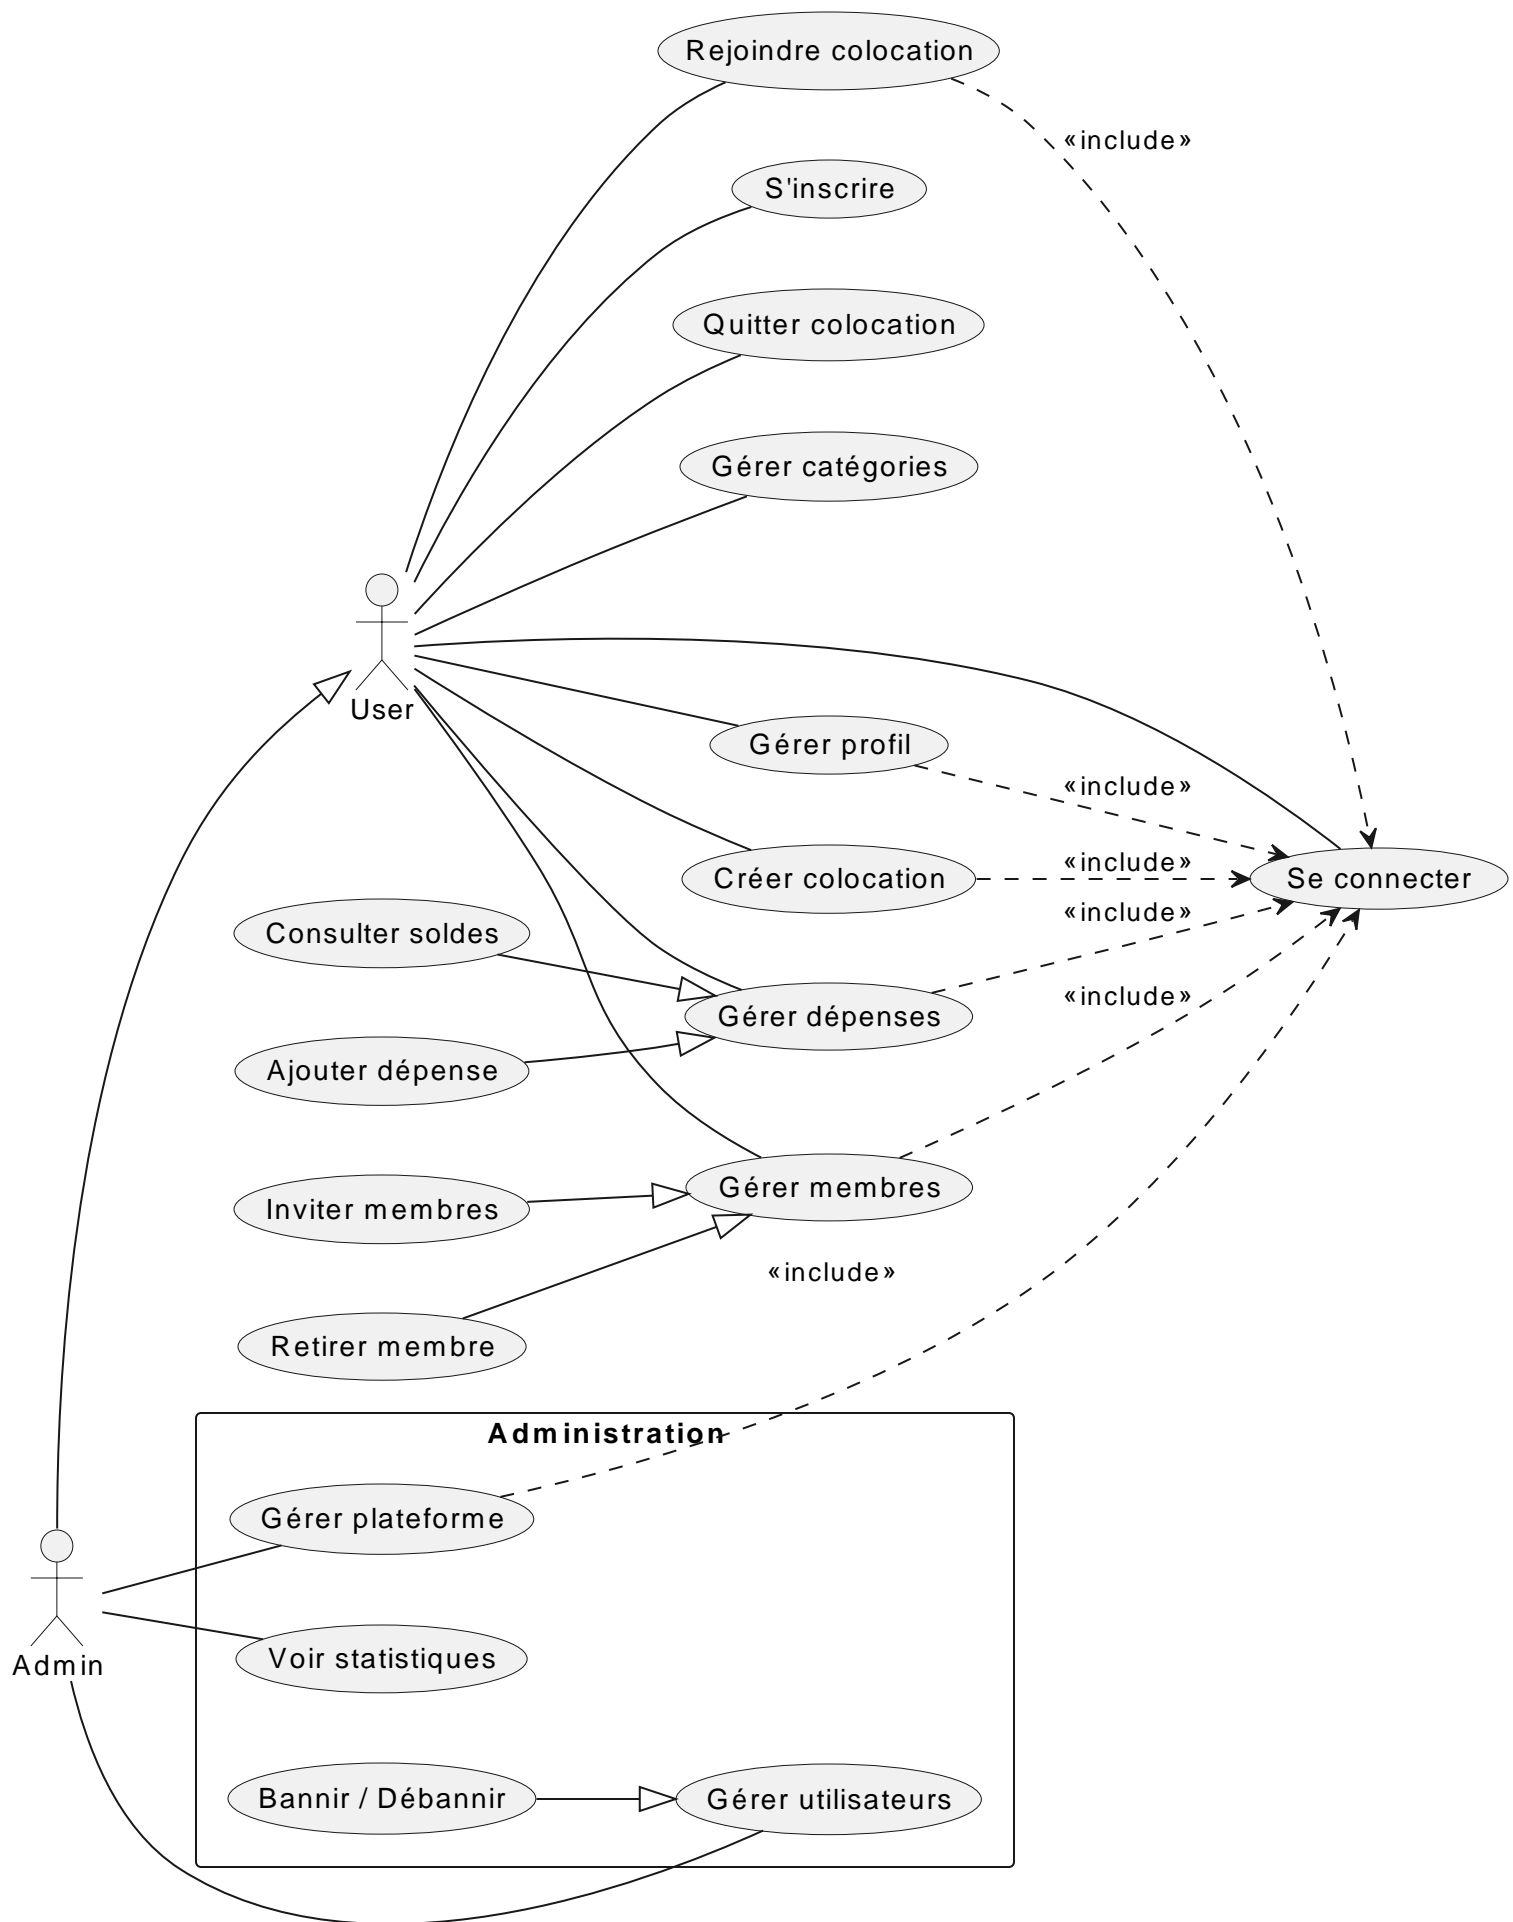 Rejoindre colocation
«include»
S'inscrire
Quitter colocation
Gérer catégories
User
Gérer profil
«include»
Créer colocation
«include»
Se connecter
«include»
Consulter soldes
Gérer dépenses
«include»
Ajouter dépense
Inviter membres
Gérer membres
«include»
Retirer membre
Administration
Gérer plateforme
Voir statistiques
Admin
Bannir / Débannir
Gérer utilisateurs